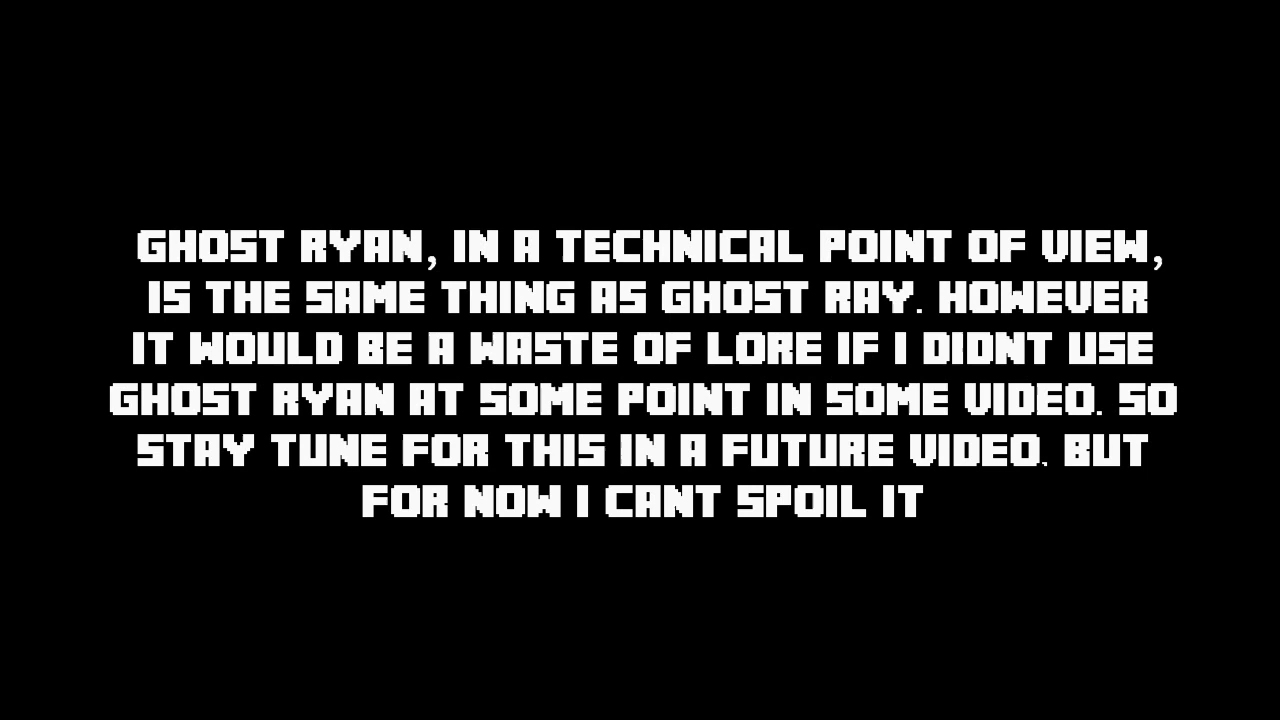 GHOST RYAN, IN A TECHNICAL POINT OF VIEW,
IS THE SAME THING AS GHOST RAY. HOWEVER
IT WOULD BE A WASTE OF LORE IF I DIDNT USE
GHOST RYAN AT SOME POINT IN SOME VIDEO. SO
STAY TUNE FOR THIS IN A FUTURE VIDEO. BUT
FOR NOW I CANT SPOIL IT